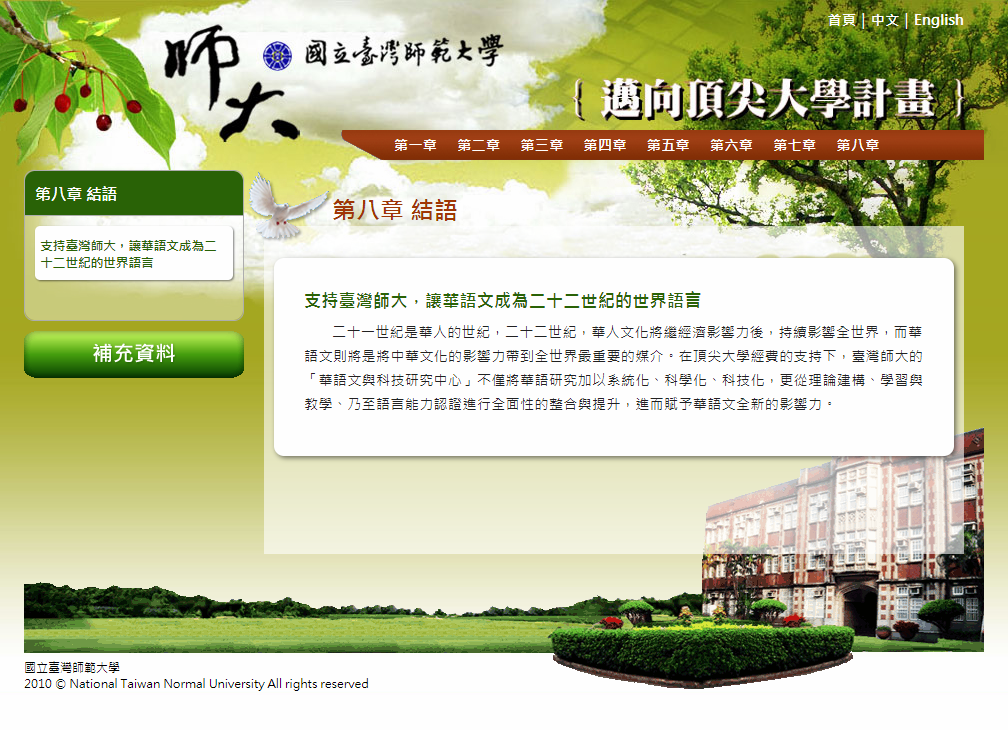 首頁 | 中文 | English
師大
國立臺灣師範大學
{ 邁向頂尖大學計畫 }
第一章 第二章 第三章 第四章 第五章 第六章 第七章 第八章
第八章 結語
支持臺灣師大，讓華語文成為二
十二世紀的世界語言
補充資料
第八章 結語
支持臺灣師大，讓華語文成為二十二世紀的世界語言
二十一世紀是華人的世紀，二十二世紀，華人文化將繼經濟影響力後，持續影響全世界，而華
語文則將是將中華文化的影響力帶到全世界最重要的媒介。在頂尖大學經費的支持下，臺灣師大的
「華語文與科技研究中心」不僅將華語研究加以系統化、科學化、科技化，更從理論建構、學習與
教學、乃至語言能力認證進行全面性的整合與提升，進而賦予華語文全新的影響力。
國立臺灣師範大學
2010 © National Taiwan Normal University All rights reserved